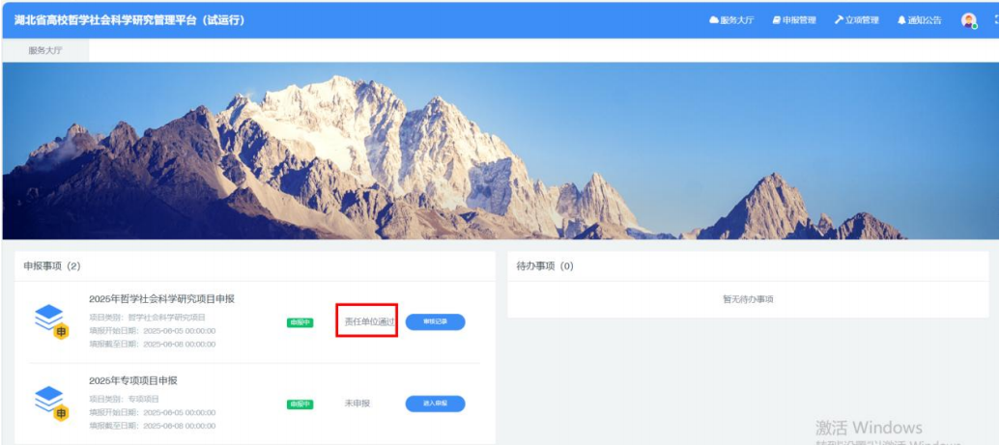 湖北省高校哲学社会科学研究管理平台（试运行）
服务大厅 申报管理 立项管理 通知公告
服务大厅
申报事项（2）
2025年哲学社会科学研究项目申报
项目类别：哲学社会科学研究项目
填报开始日期：2025-06-05 00:00:00
填报截至日期：2025-06-08 00:00:00
申报中
责任单位通过
审核记录
2025年专项项目申报
项目类别：专项项目
填报开始日期：2025-06-05 00:00:00
填报截至日期：2025-06-08 00:00:00
申报中
未申报
进入申报
待办事项（0）
暂无待办事项
激活 Windows